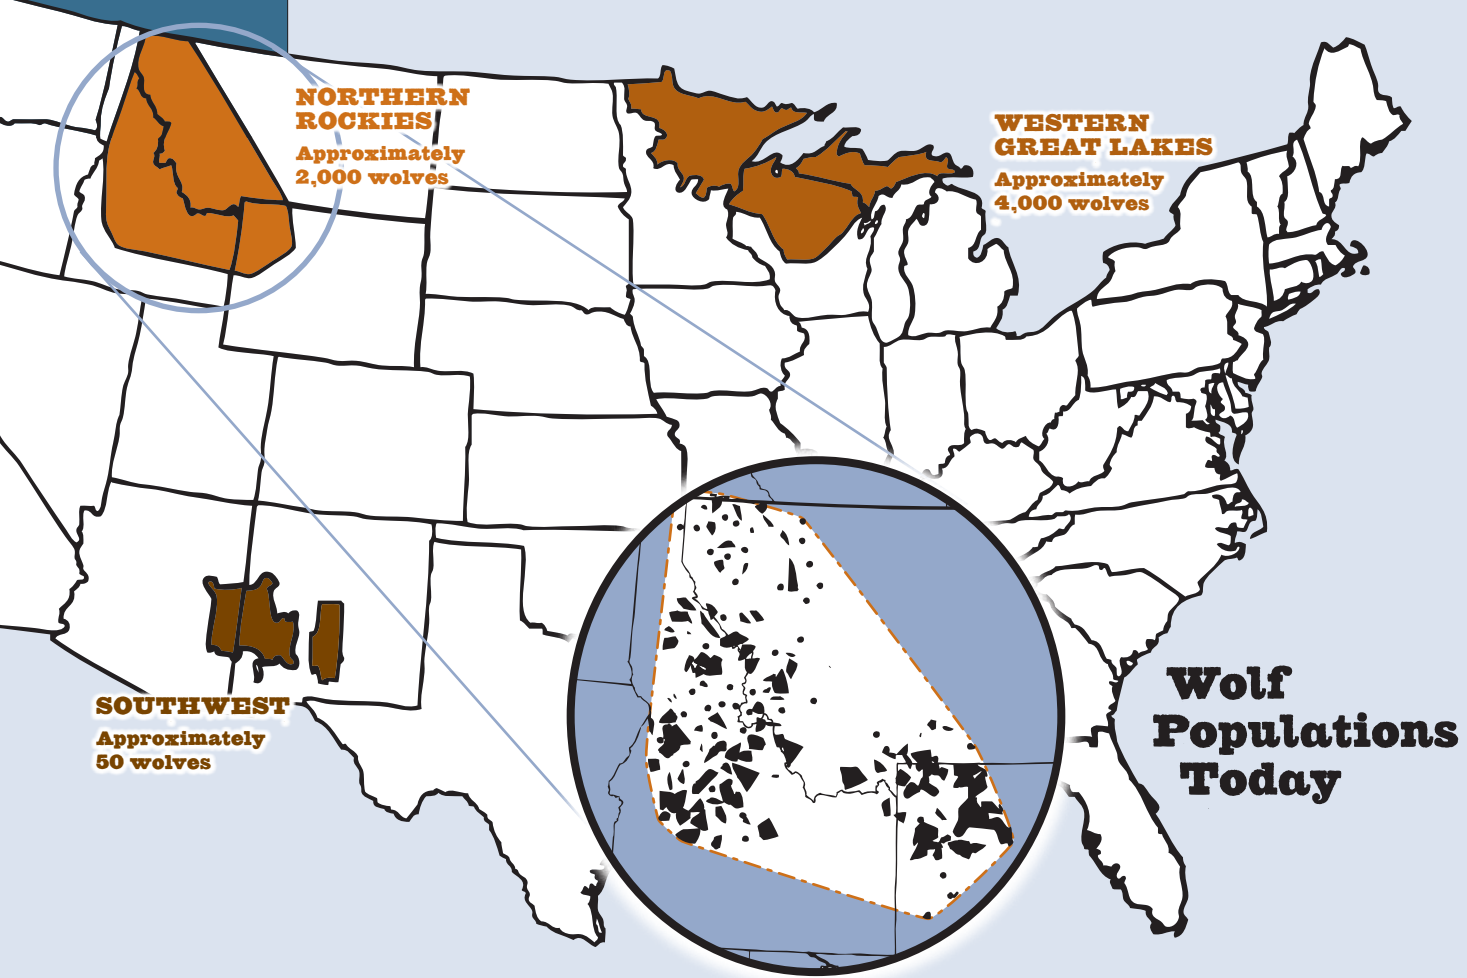 NORTHERN
ROCKIES
Approximately
2,000 wolves
WESTERN
GREAT LAKES
Approximately
4,000 wolves
SOUTHWEST
Approximately
50 wolves
Wolf
Populations
Today